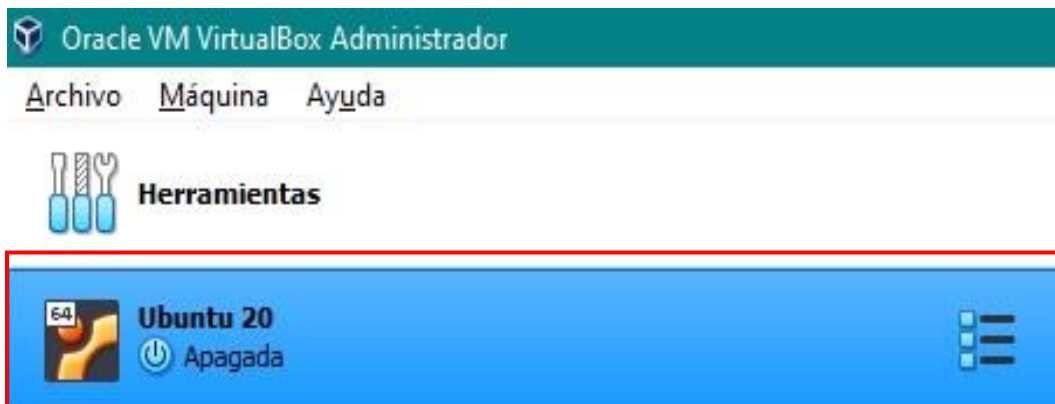 Oracle VM VirtualBox Administrador
Archivo Máquina Ayuda
Herramientas
64
Ubuntu 20
Apagada